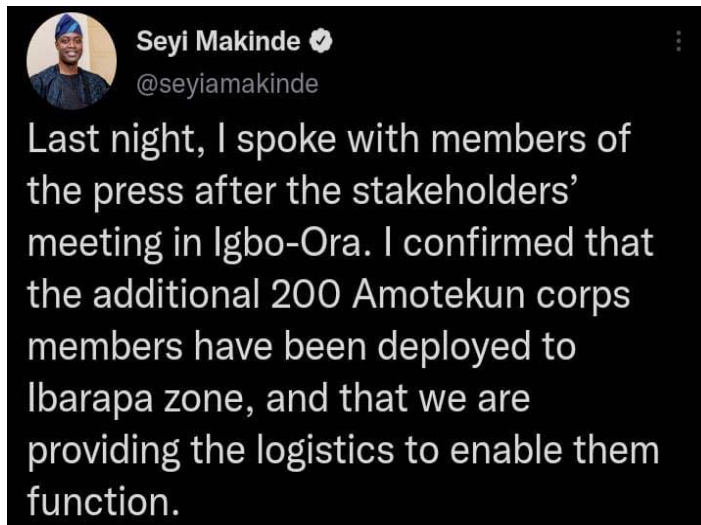 Seyi Makinde
@seyiamakinde
Last night, I spoke with members of
the press after the stakeholders’
meeting in Igbo-Ora. I confirmed that
the additional 200 Amotekun corps
members have been deployed to
Ibarapa zone, and that we are
providing the logistics to enable them
function.